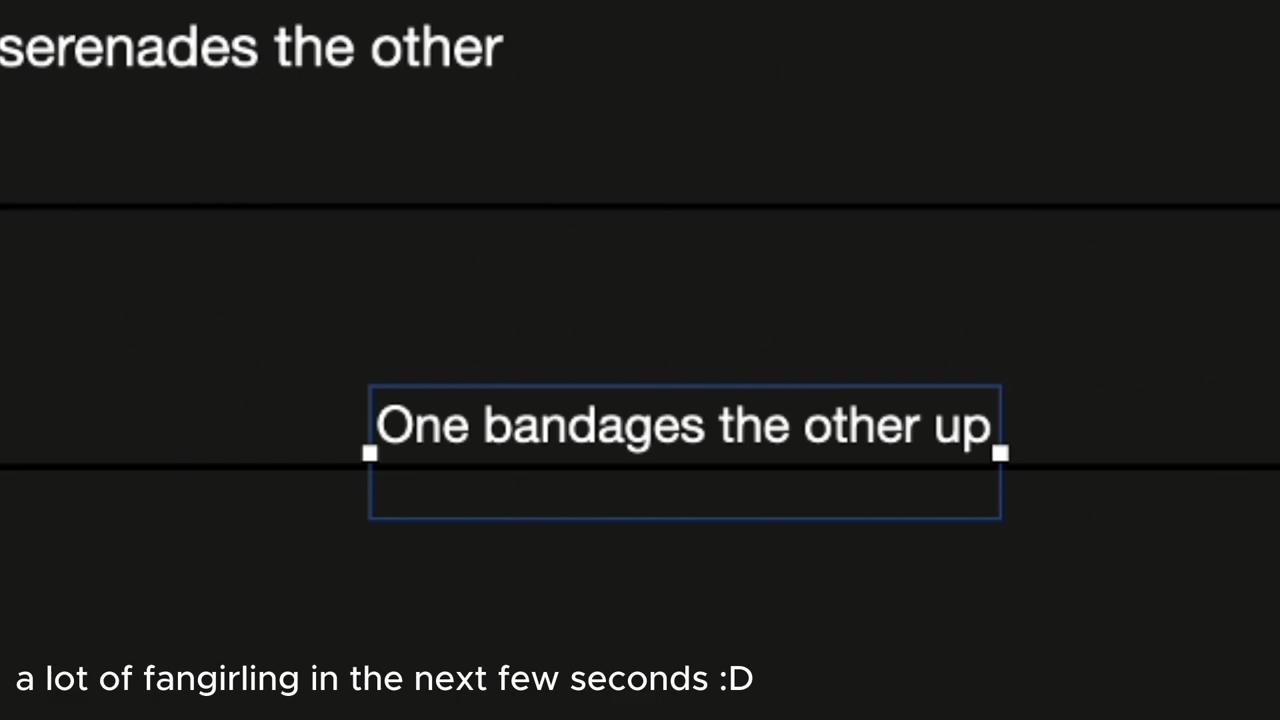 serenades the other
One bandages the other up
a lot of fangirling in the next few seconds :D